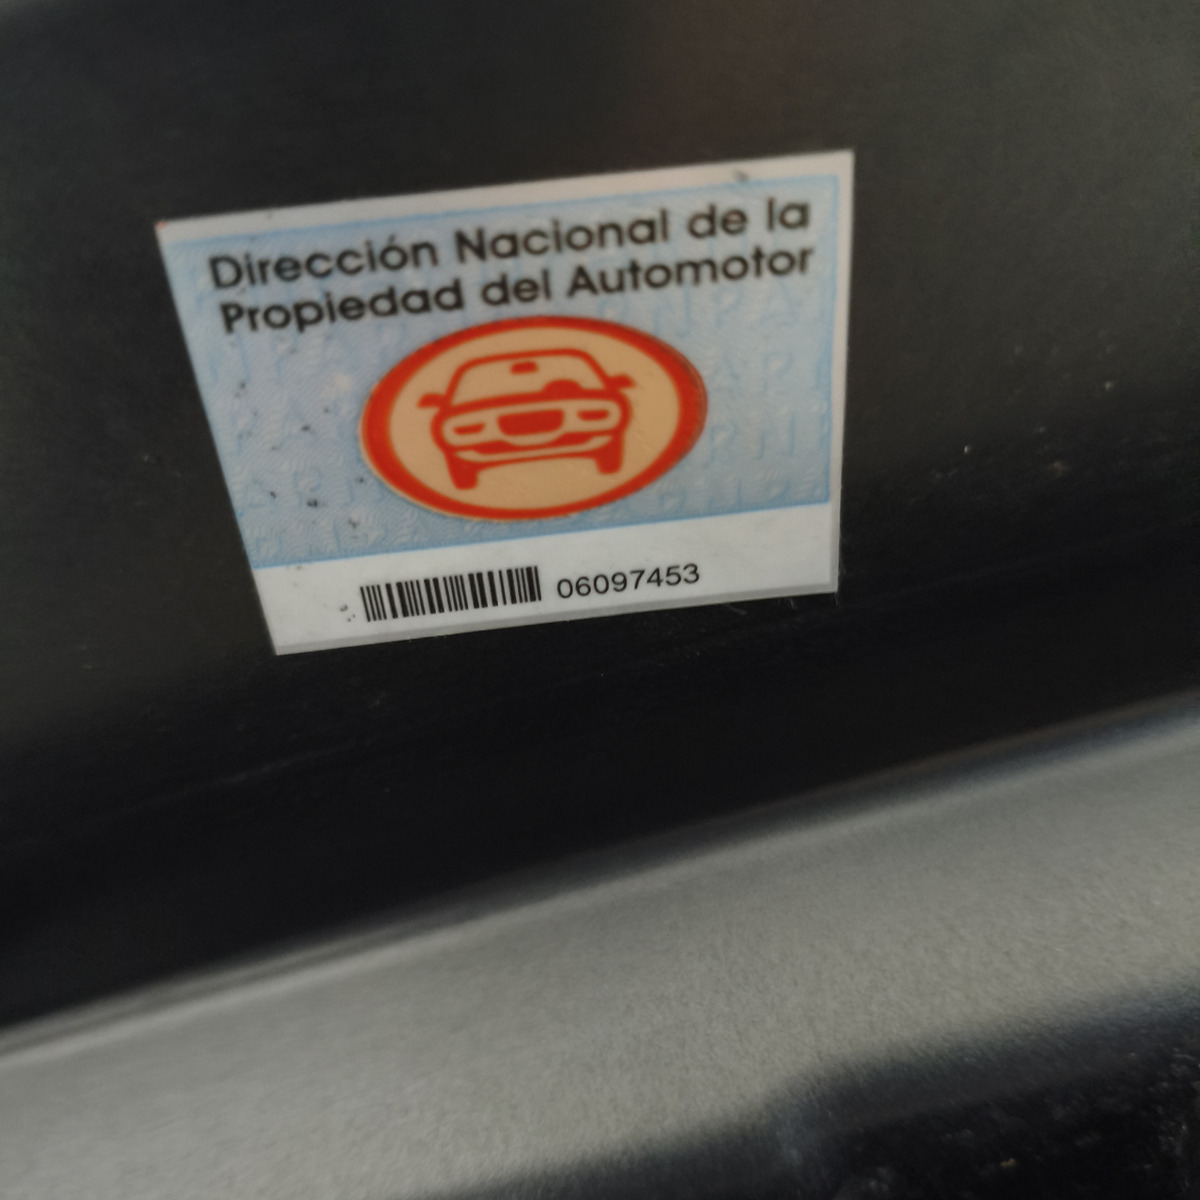 Dirección Nacional de la
Propiedad del Automotor
06097453